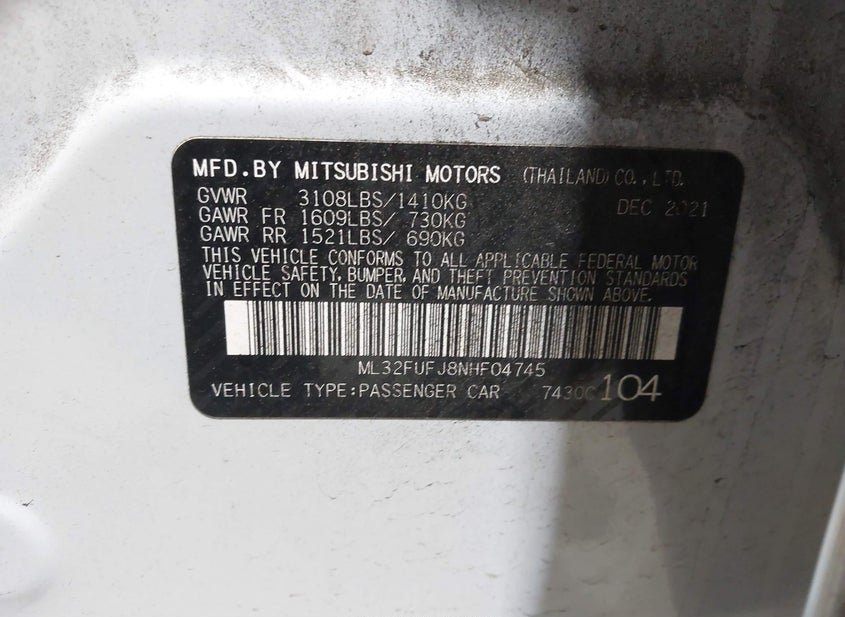 MFD.BY MITSUBISHI MOTORS (THAILAND) CO., LTD.
GVWR 3108LBS/1410KG DEC 2021
GAWR FR 1609LBS/ 730KG
GAWR RR 1521LBS/ 690KG
THIS VEHICLE CONFORMS TO ALL APPLICABLE FEDERAL MOTOR
VEHICLE SAFETY, BUMPER, AND THEFT PREVENTION STANDARDS
IN EFFECT ON THE DATE OF MANUFACTURE SHOWN ABOVE.
ML32FUFJ8NHF04745
VEHICLE TYPE:PASSENGER CAR 7430C104